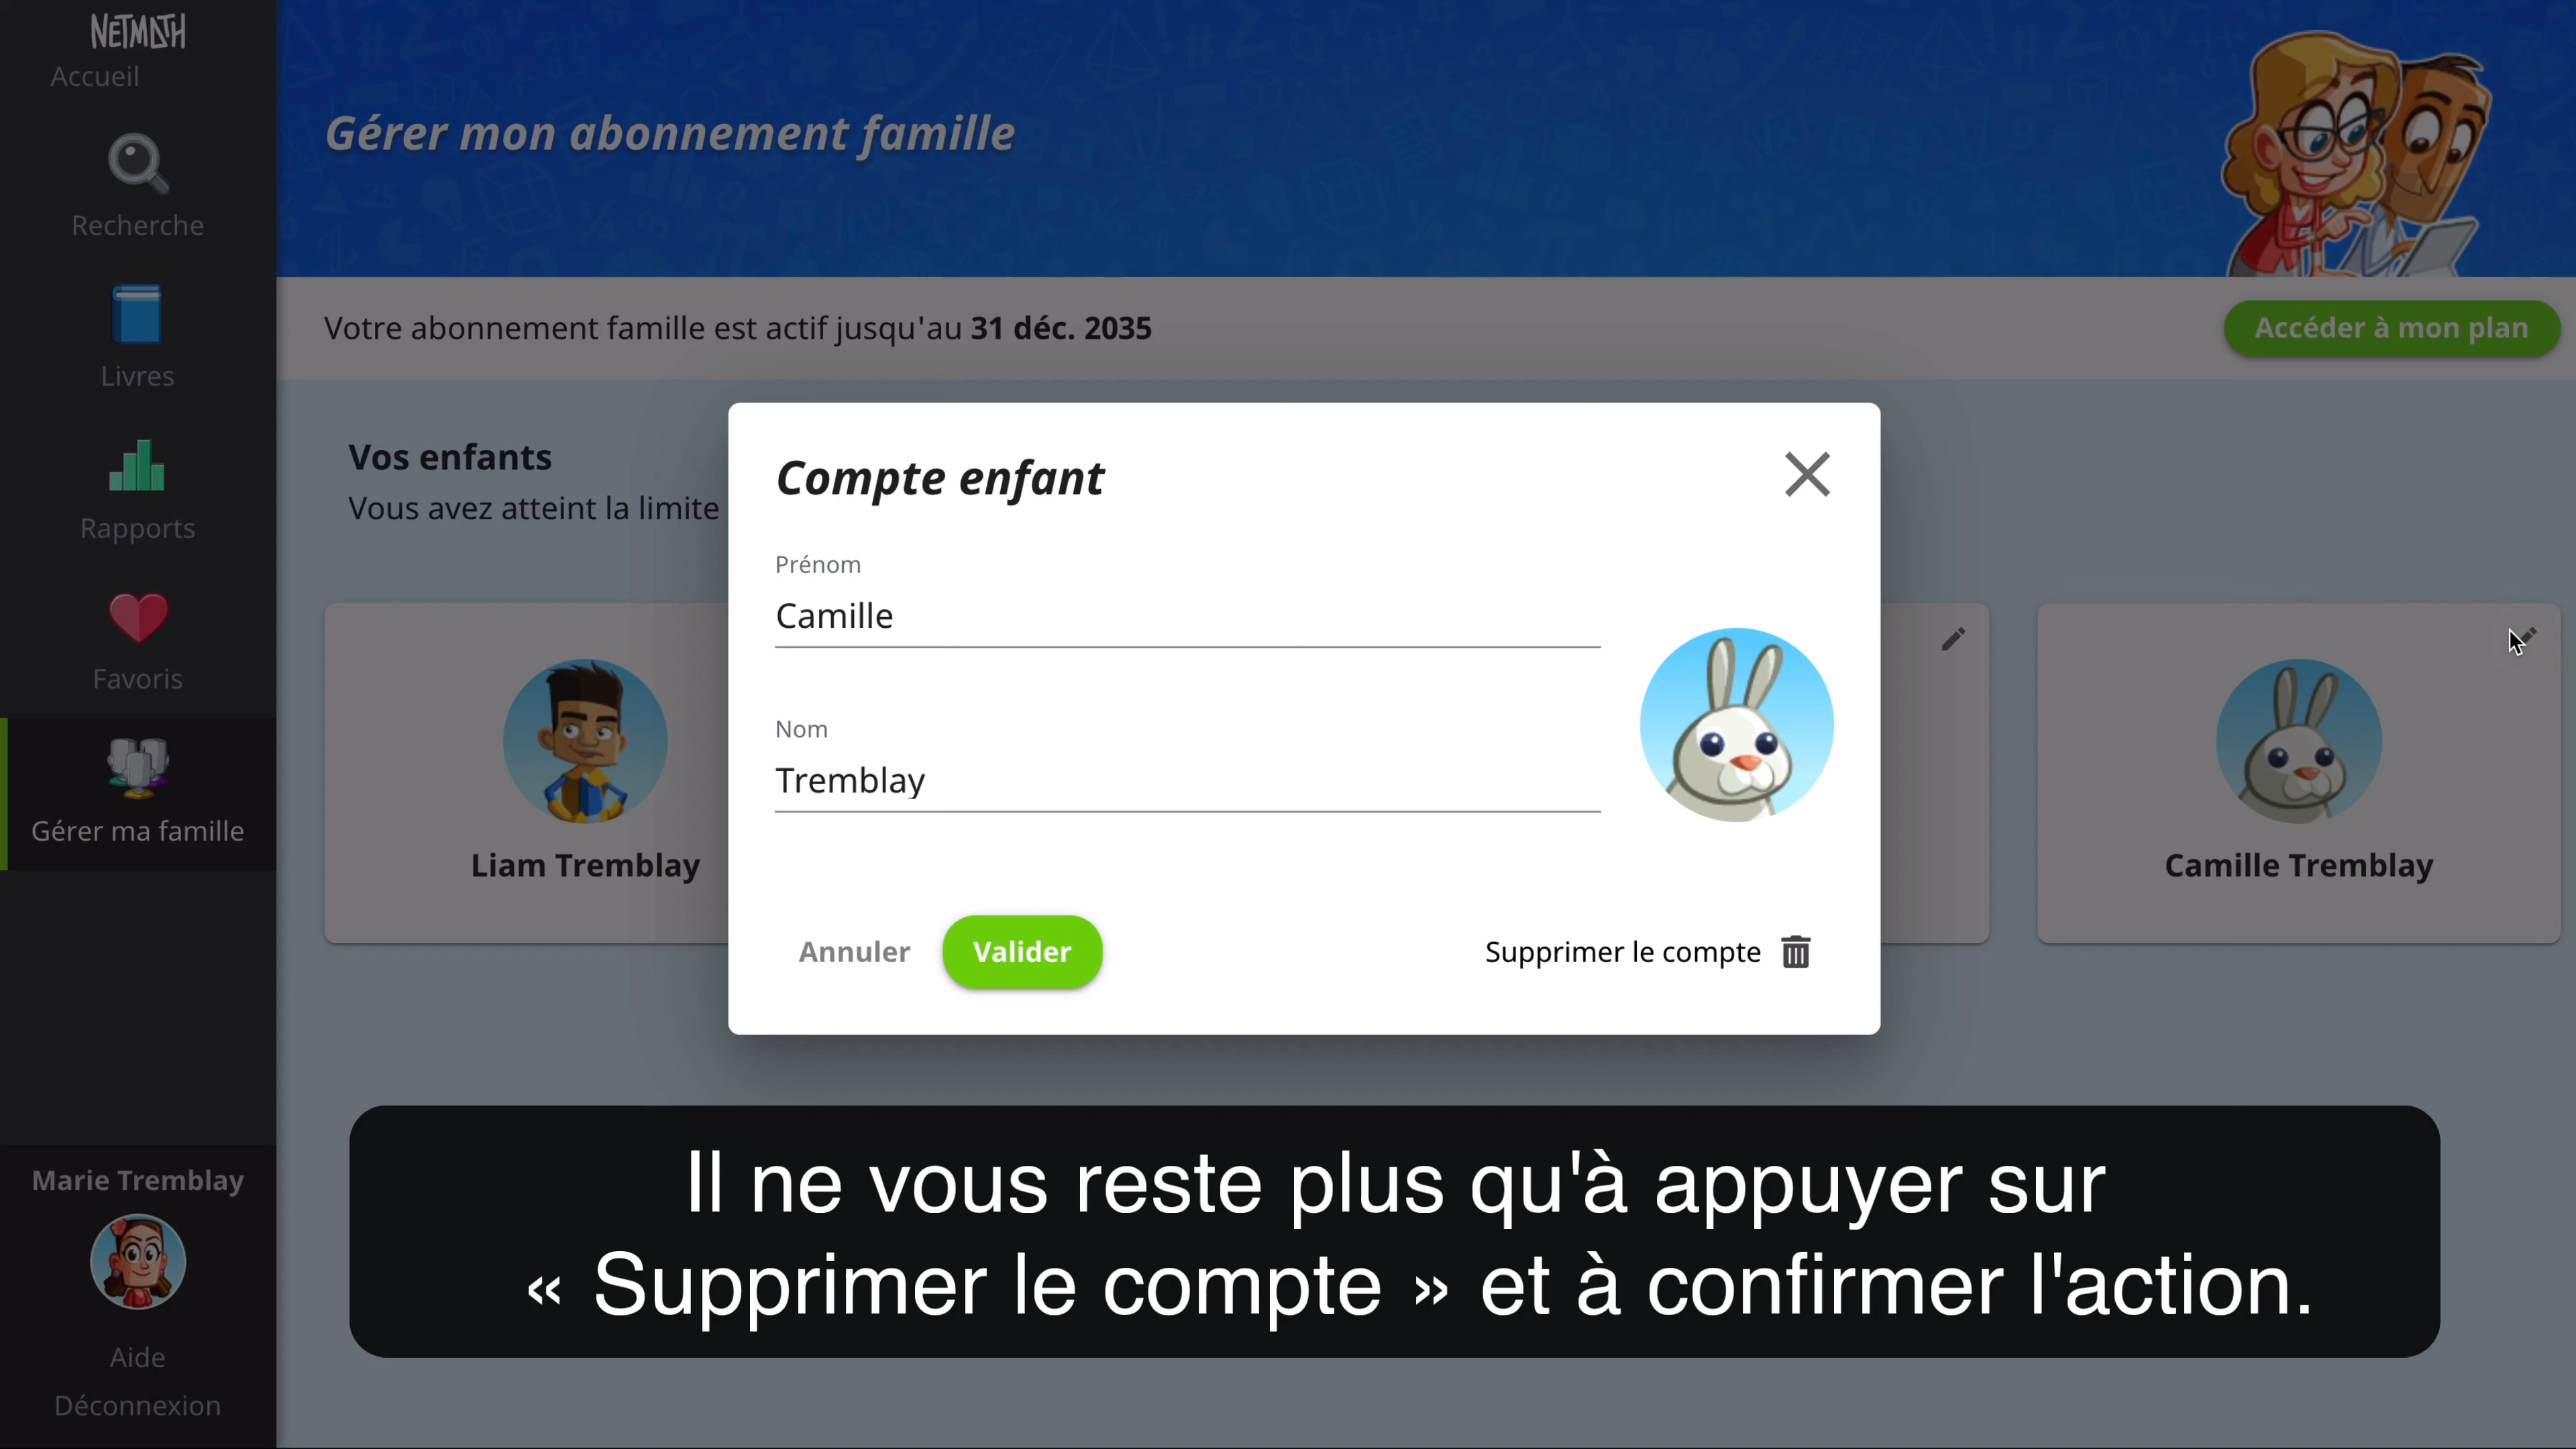 NETMATH
Accueil
Recherche
Livres
Rapports
Favoris
Gérer ma famille
Marie Tremblay
Aide
Déconnexion
Gérer mon abonnement famille
Votre abonnement famille est actif jusqu'au 31 déc. 2035
Accéder à mon plan
Vos enfants
Vous avez atteint la limite
Liam Tremblay
Camille Tremblay
Compte enfant
Prénom
Camille
Nom
Tremblay
Annuler
Valider
Supprimer le compte
Il ne vous reste plus qu'à appuyer sur
« Supprimer le compte » et à confirmer l'action.